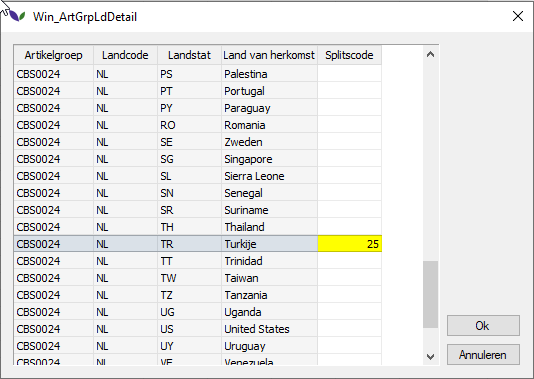 Win_ArtGrpLdDetail
Artikelgroep Landcode Landstat Land van herkomst Splitscode
CBS0024 NL PS Palestina
CBS0024 NL PT Portugal
CBS0024 NL PY Paraguay
CBS0024 NL RO Romania
CBS0024 NL SE Zweden
CBS0024 NL SG Singapore
CBS0024 NL SL Sierra Leone
CBS0024 NL SN Senegal
CBS0024 NL SR Suriname
CBS0024 NL TH Thailand
CBS0024 NL TR Turkije 25
CBS0024 NL TT Trinidad
CBS0024 NL TW Taiwan
CBS0024 NL TZ Tanzania
CBS0024 NL UG Uganda
CBS0024 NL US United States
CBS0024 NL UY Uruguay
CBS0024 NL VE Venezuela
Ok
Annuleren